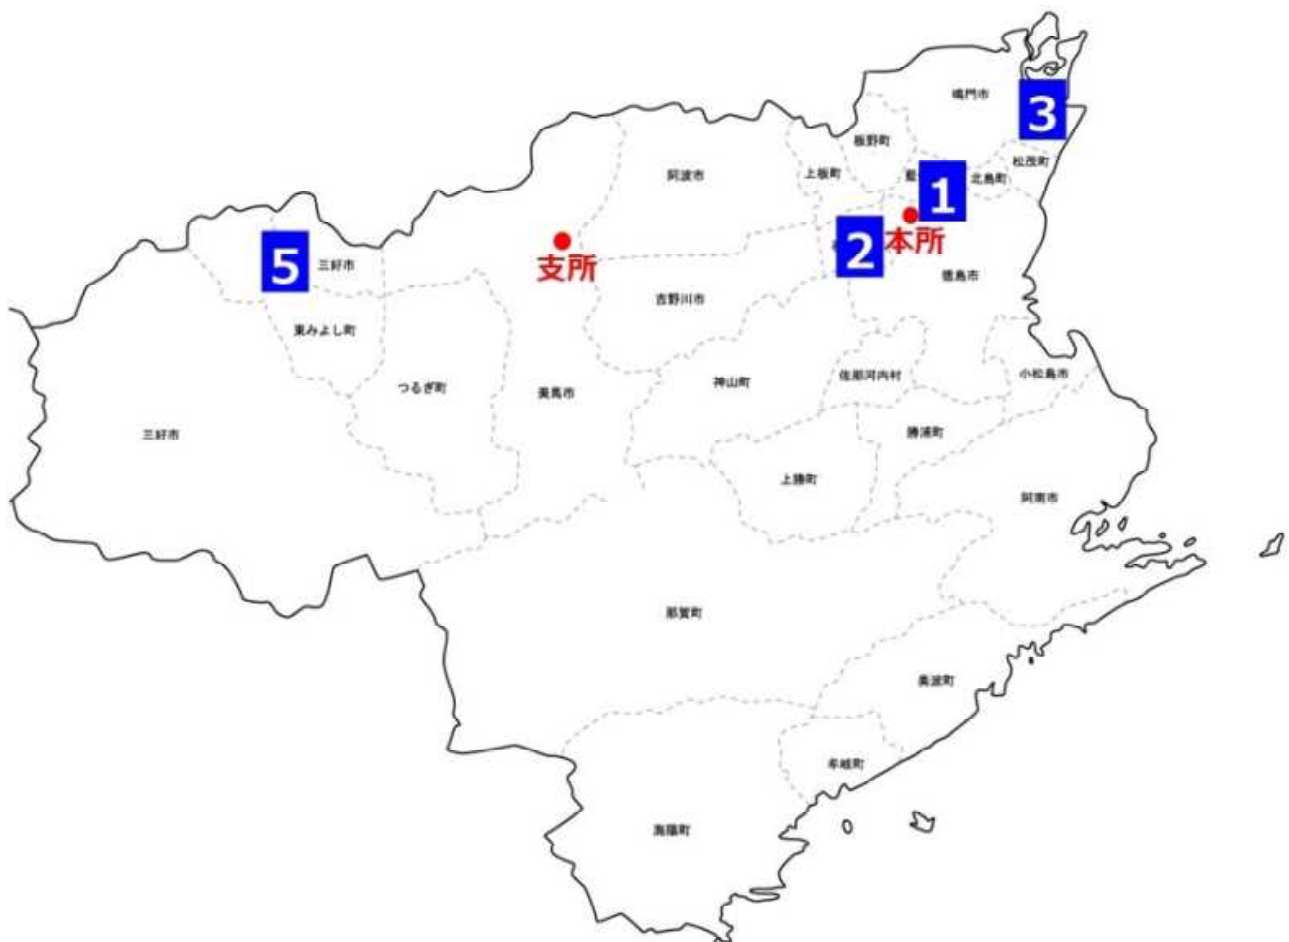 鳴門市
3
板野町
松茂町
上板町
藍
1
北島町
阿波市
本所
2
支所
5
三好市
徳島市
吉野川市
東みよし町
小松島市
佐那河内村
神山町
つるぎ町
美馬市
三好市
勝浦町
上勝町
阿南市
那賀町
美波町
牟岐町
海陽町